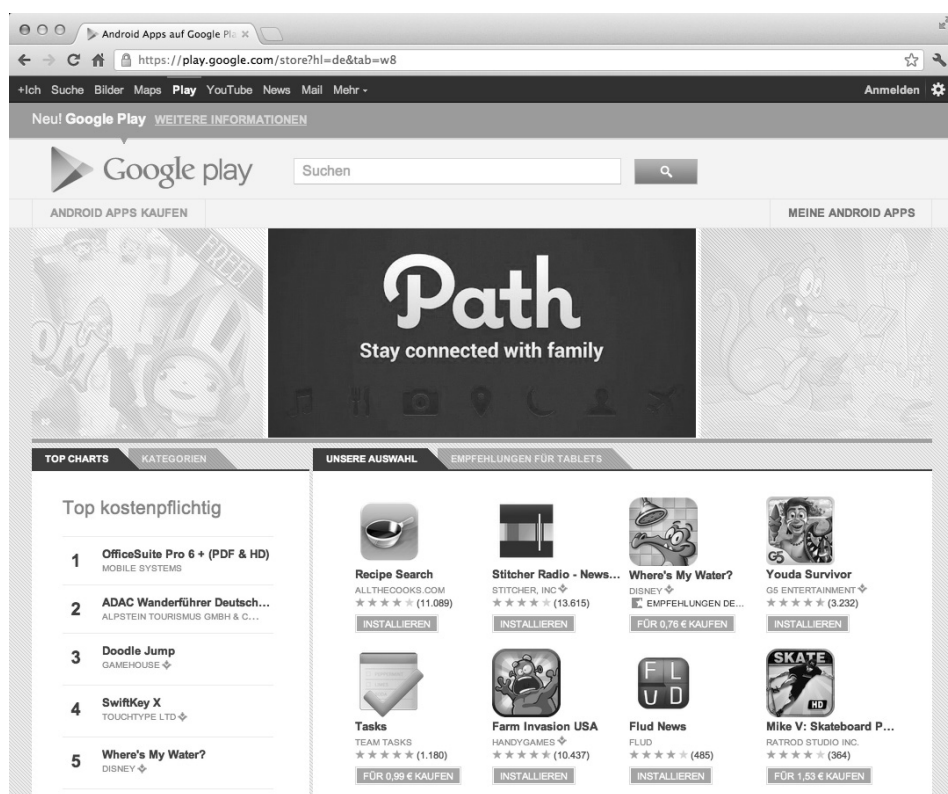 Android Apps auf Google Pla
https://play.google.com/store?hl=de&tab=w8
+Ich Suche Bilder Maps Play YouTube News Mail Mehr Anmelden
Neu! Google Play WEITERE INFORMATIONEN
Google play Suchen
ANDROID APPS KAUFEN MEINE ANDROID APPS
FREE!
Path
Stay connected with family
TOP CHARTS KATEGORIEN
Top kostenpflichtig
1 OfficeSuite Pro 6 + (PDF & HD)
MOBILE SYSTEMS
2 ADAC Wanderführer Deutsch...
ALPSTEIN TOURISMUS GMBH & C...
3 Doodle Jump
GAMEHOUSE
4 SwiftKey X
TOUCHTYPE LTD
5 Where's My Water?
DISNEY
UNSERE AUSWAHL EMPFEHLUNGEN FÜR TABLETS
G5
Recipe Search Stitcher Radio - News... Where's My Water? Youda Survivor
ALLTHECOOKS.COM STITCHER, INC DISNEY G5 ENTERTAINMENT
(11.089) (13.615) EMPFEHLUNGEN DE... (3.232)
INSTALLIEREN INSTALLIEREN FÜR 0,76 € KAUFEN INSTALLIEREN
FLUD SKATE HD
Tasks Farm Invasion USA Flud News Mike V: Skateboard P...
TEAM TASKS HANDYGAMES FLUD RATROD STUDIO INC.
(1.180) (10.437) (485) (364)
FÜR 0,99 € KAUFEN INSTALLIEREN INSTALLIEREN FÜR 1,53 € KAUFEN